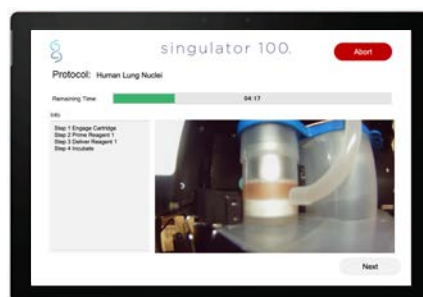 singulator 100.
Abort
Protocol: Human Lung Nuclei
Remaining Time
04:17
Info
Step 1 Engage Cartridge
Step 2 Prime Reagent 1
Step 3 Deliver Reagent 1
Step 4 Incubate
Next